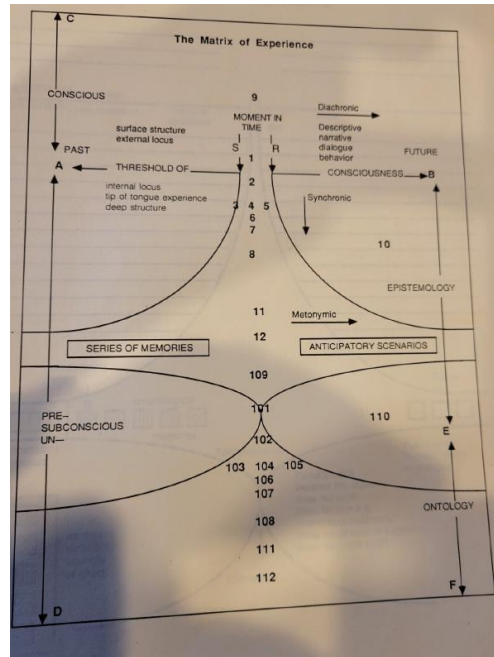 C
The Matrix of Experience
CONSCIOUS
9
MOMENT IN
TIME
Diachronic
surface structure
external locus
S R
Descriptive
narrative
dialogue
behavior
PAST
1
FUTURE
A THRESHOLD OF CONSCIOUSNESS B
2
internal locus
tip of tongue experience
deep structure
3 4 5
Synchronic
6
7
8
10
EPISTEMOLOGY
11
Metonymic
12
SERIES OF MEMORIES ANTICIPATORY SCENARIOS
109
101
110
PRE-
SUBCONSCIOUS
UN-
E
102
103 104 105
106
107
ONTOLOGY
108
111
112
D F